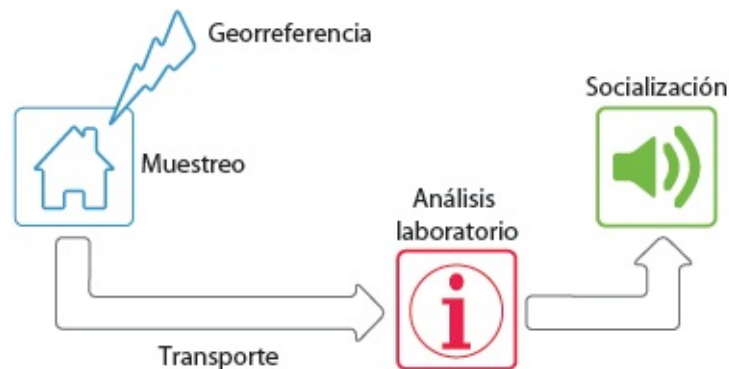 Georreferencia
Muestreo
Transporte
Análisis
laboratorio
Socialización